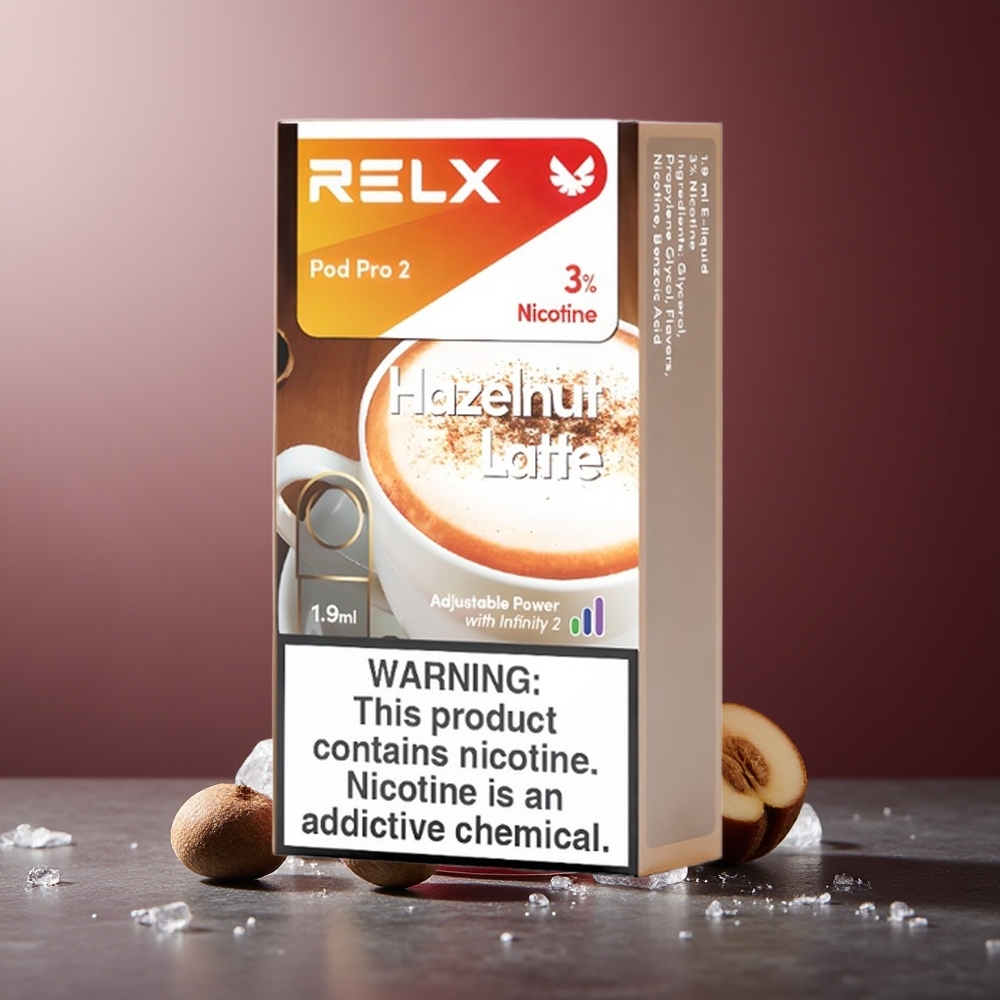 RELX
Pod Pro 2
3%
Nicotine
Hazelnut
Latte
1.9ml
Adjustable Power
with Infinity 2
WARNING:
This product
contains nicotine.
Nicotine is an
addictive chemical.
1.9 ml E-liquid
3% Nicotine
Ingredients: Glycerol,
Propylene Glycol, Flavors,
Nicotine, Benzoic Acid